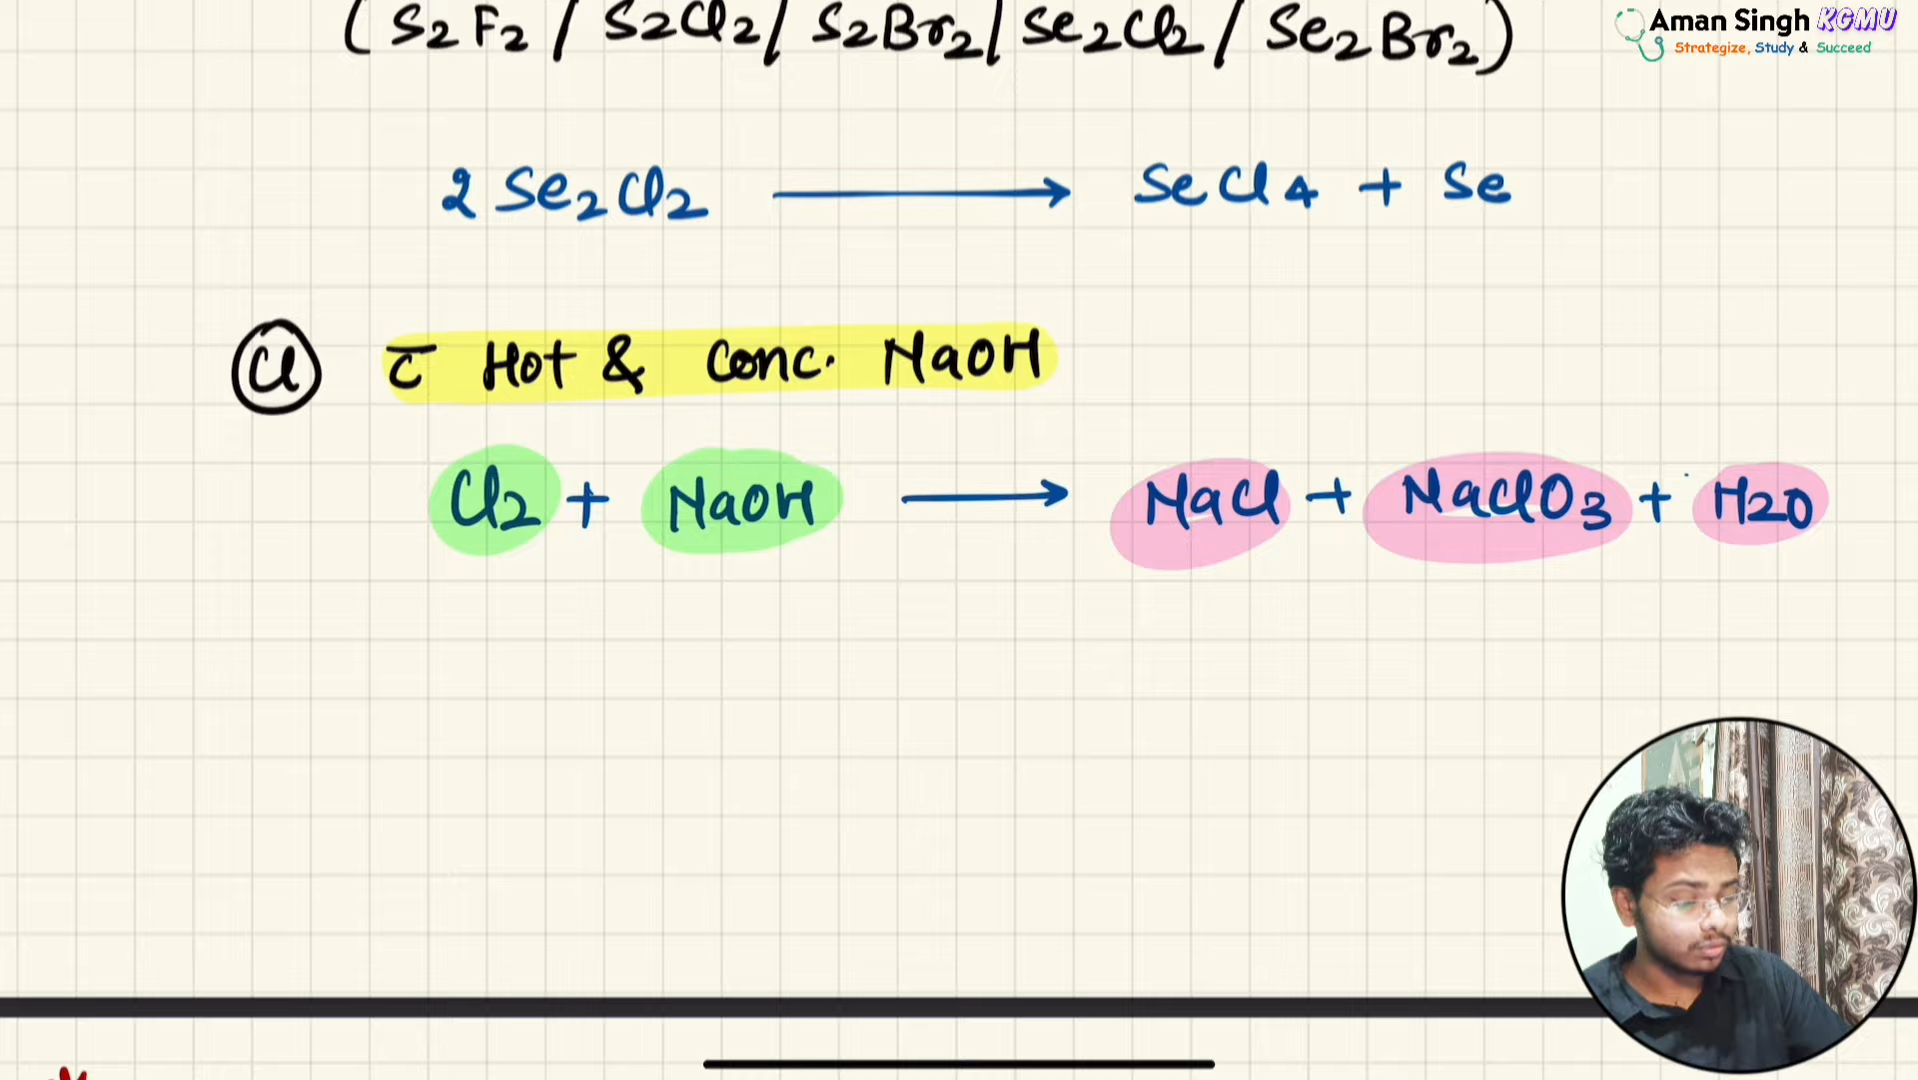 ( S2F2 / S2Cl2 / S2Br2 / Se2Cl2 / Se2Br2 )
Aman Singh KGMU
Strategize, Study & Succeed
2 Se2Cl2 ⟶ SeCl4 + Se
Cl c̄ Hot & Conc. NaOH
Cl2 + NaOH ⟶ NaCl + NaClO3 + H2O